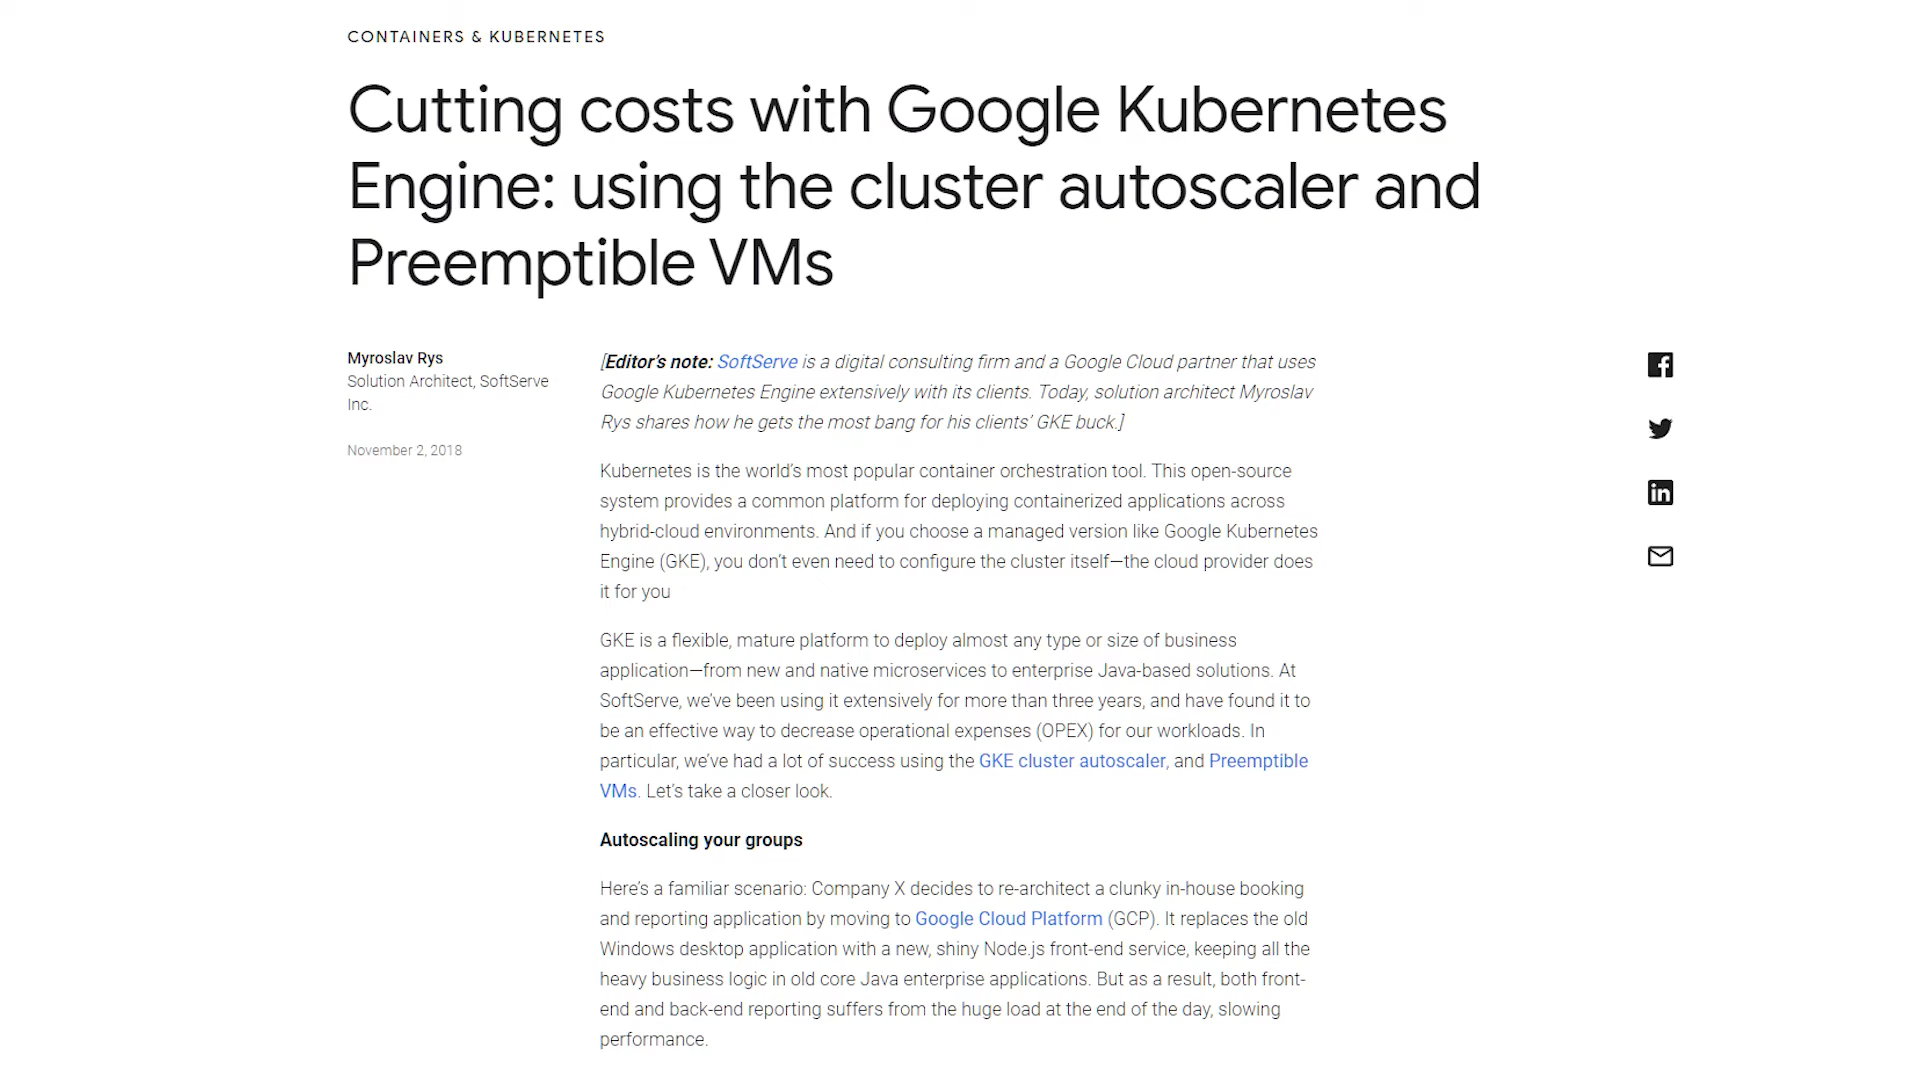 CONTAINERS & KUBERNETES
Cutting costs with Google Kubernetes
Engine: using the cluster autoscaler and
Preemptible VMs
Myroslav Rys
Solution Architect, SoftServe
Inc.
November 2, 2018
[Editor’s note: SoftServe is a digital consulting firm and a Google Cloud partner that uses
Google Kubernetes Engine extensively with its clients. Today, solution architect Myroslav
Rys shares how he gets the most bang for his clients’ GKE buck.]
Kubernetes is the world’s most popular container orchestration tool. This open-source
system provides a common platform for deploying containerized applications across
hybrid-cloud environments. And if you choose a managed version like Google Kubernetes
Engine (GKE), you don’t even need to configure the cluster itself—the cloud provider does
it for you
GKE is a flexible, mature platform to deploy almost any type or size of business
application—from new and native microservices to enterprise Java-based solutions. At
SoftServe, we’ve been using it extensively for more than three years, and have found it to
be an effective way to decrease operational expenses (OPEX) for our workloads. In
particular, we’ve had a lot of success using the GKE cluster autoscaler, and Preemptible
VMs. Let’s take a closer look.
Autoscaling your groups
Here’s a familiar scenario: Company X decides to re-architect a clunky in-house booking
and reporting application by moving to Google Cloud Platform (GCP). It replaces the old
Windows desktop application with a new, shiny Node.js front-end service, keeping all the
heavy business logic in old core Java enterprise applications. But as a result, both front-
end and back-end reporting suffers from the huge load at the end of the day, slowing
performance.